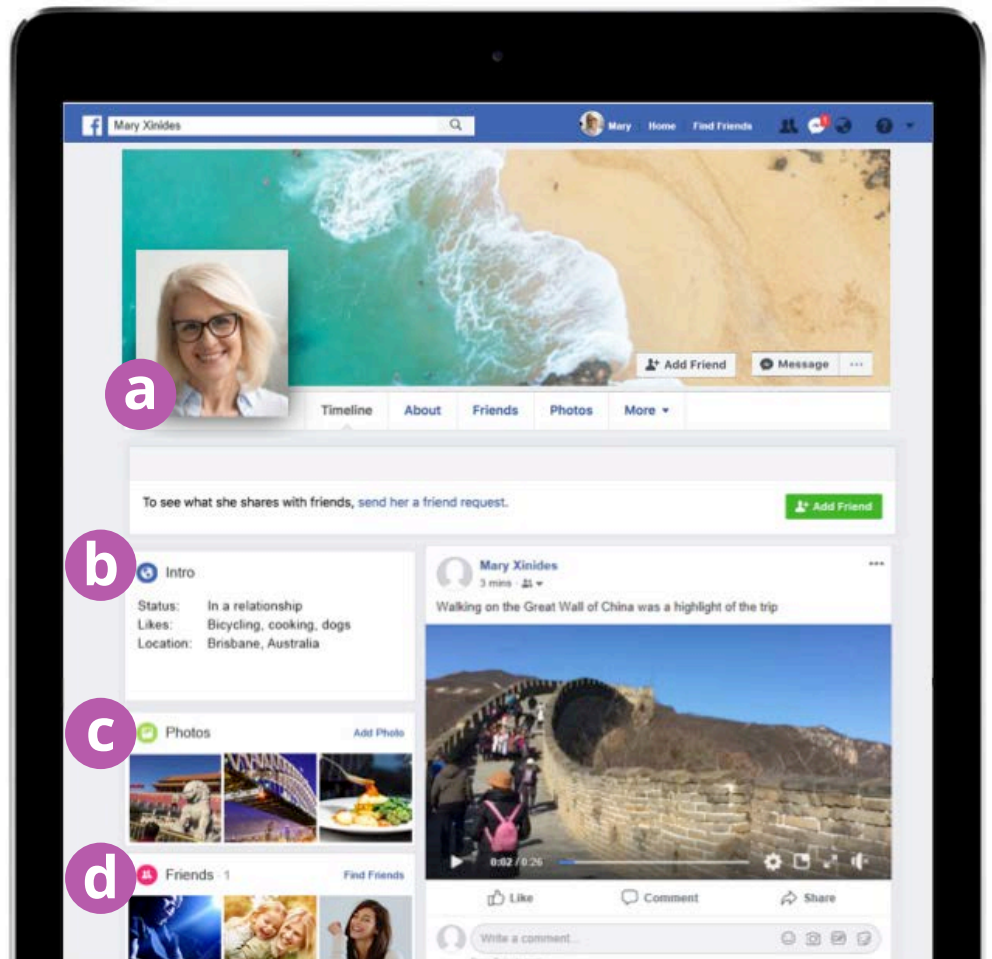 f Mary Xinides Mary Home Find Friends 1
Add Friend Message
a
Timeline About Friends Photos More
To see what she shares with friends, send her a friend request.
Add Friend
b
Intro
Status: In a relationship
Likes: Bicycling, cooking, dogs
Location: Brisbane, Australia
c
Photos Add Photo
d
Friends · 1 Find Friends
Mary Xinides
3 mins ·
Walking on the Great Wall of China was a highlight of the trip
0:02 / 0:26
Like Comment Share
Write a comment...